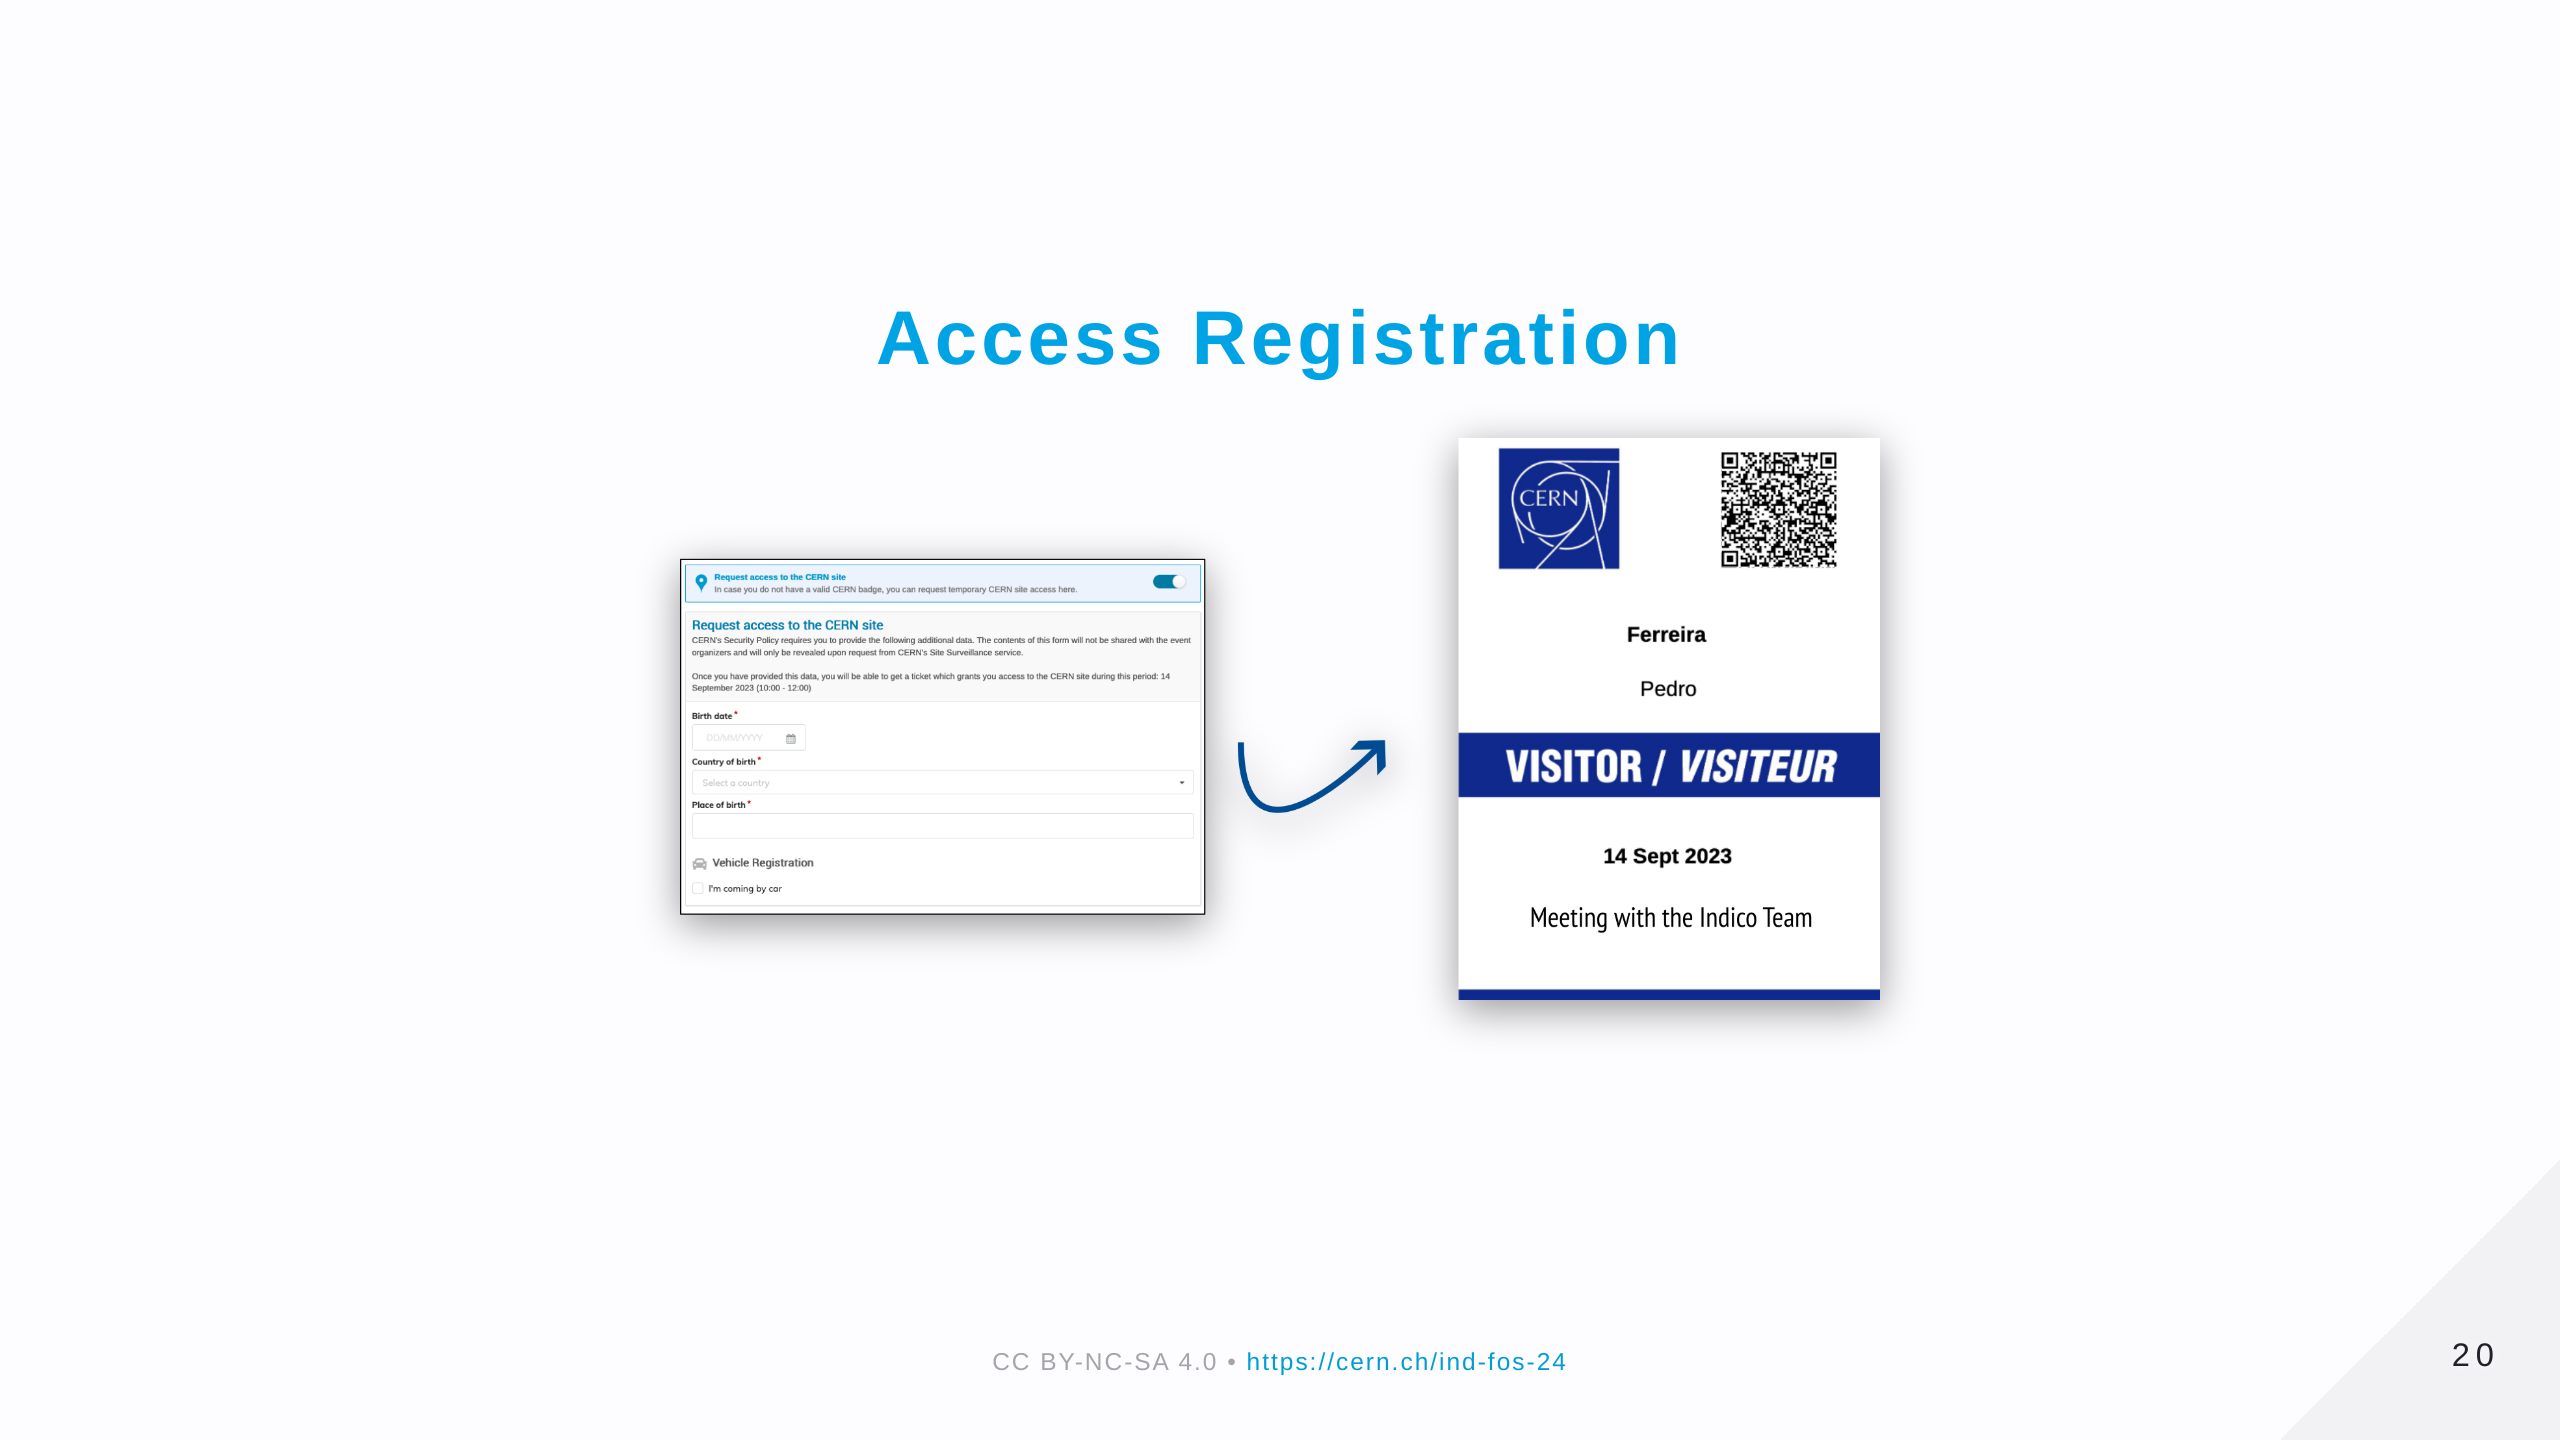 Access Registration
Request access to the CERN site
In case you do not have a valid CERN badge, you can request temporary CERN site access here.
Request access to the CERN site
CERN's Security Policy requires you to provide the following additional data. The contents of this form will not be shared with the event
organizers and will only be revealed upon request from CERN's Site Surveillance service.
Once you have provided this data, you will be able to get a ticket which grants you access to the CERN site during this period: 14
September 2023 (10:00 - 12:00)
Birth date *
DD/MM/YYYY
Country of birth *
Select a country
Place of birth *
Vehicle Registration
I'm coming by car
CERN
Ferreira
Pedro
VISITOR / VISITEUR
14 Sept 2023
Meeting with the Indico Team
CC BY-NC-SA 4.0 • https://cern.ch/ind-fos-24
20